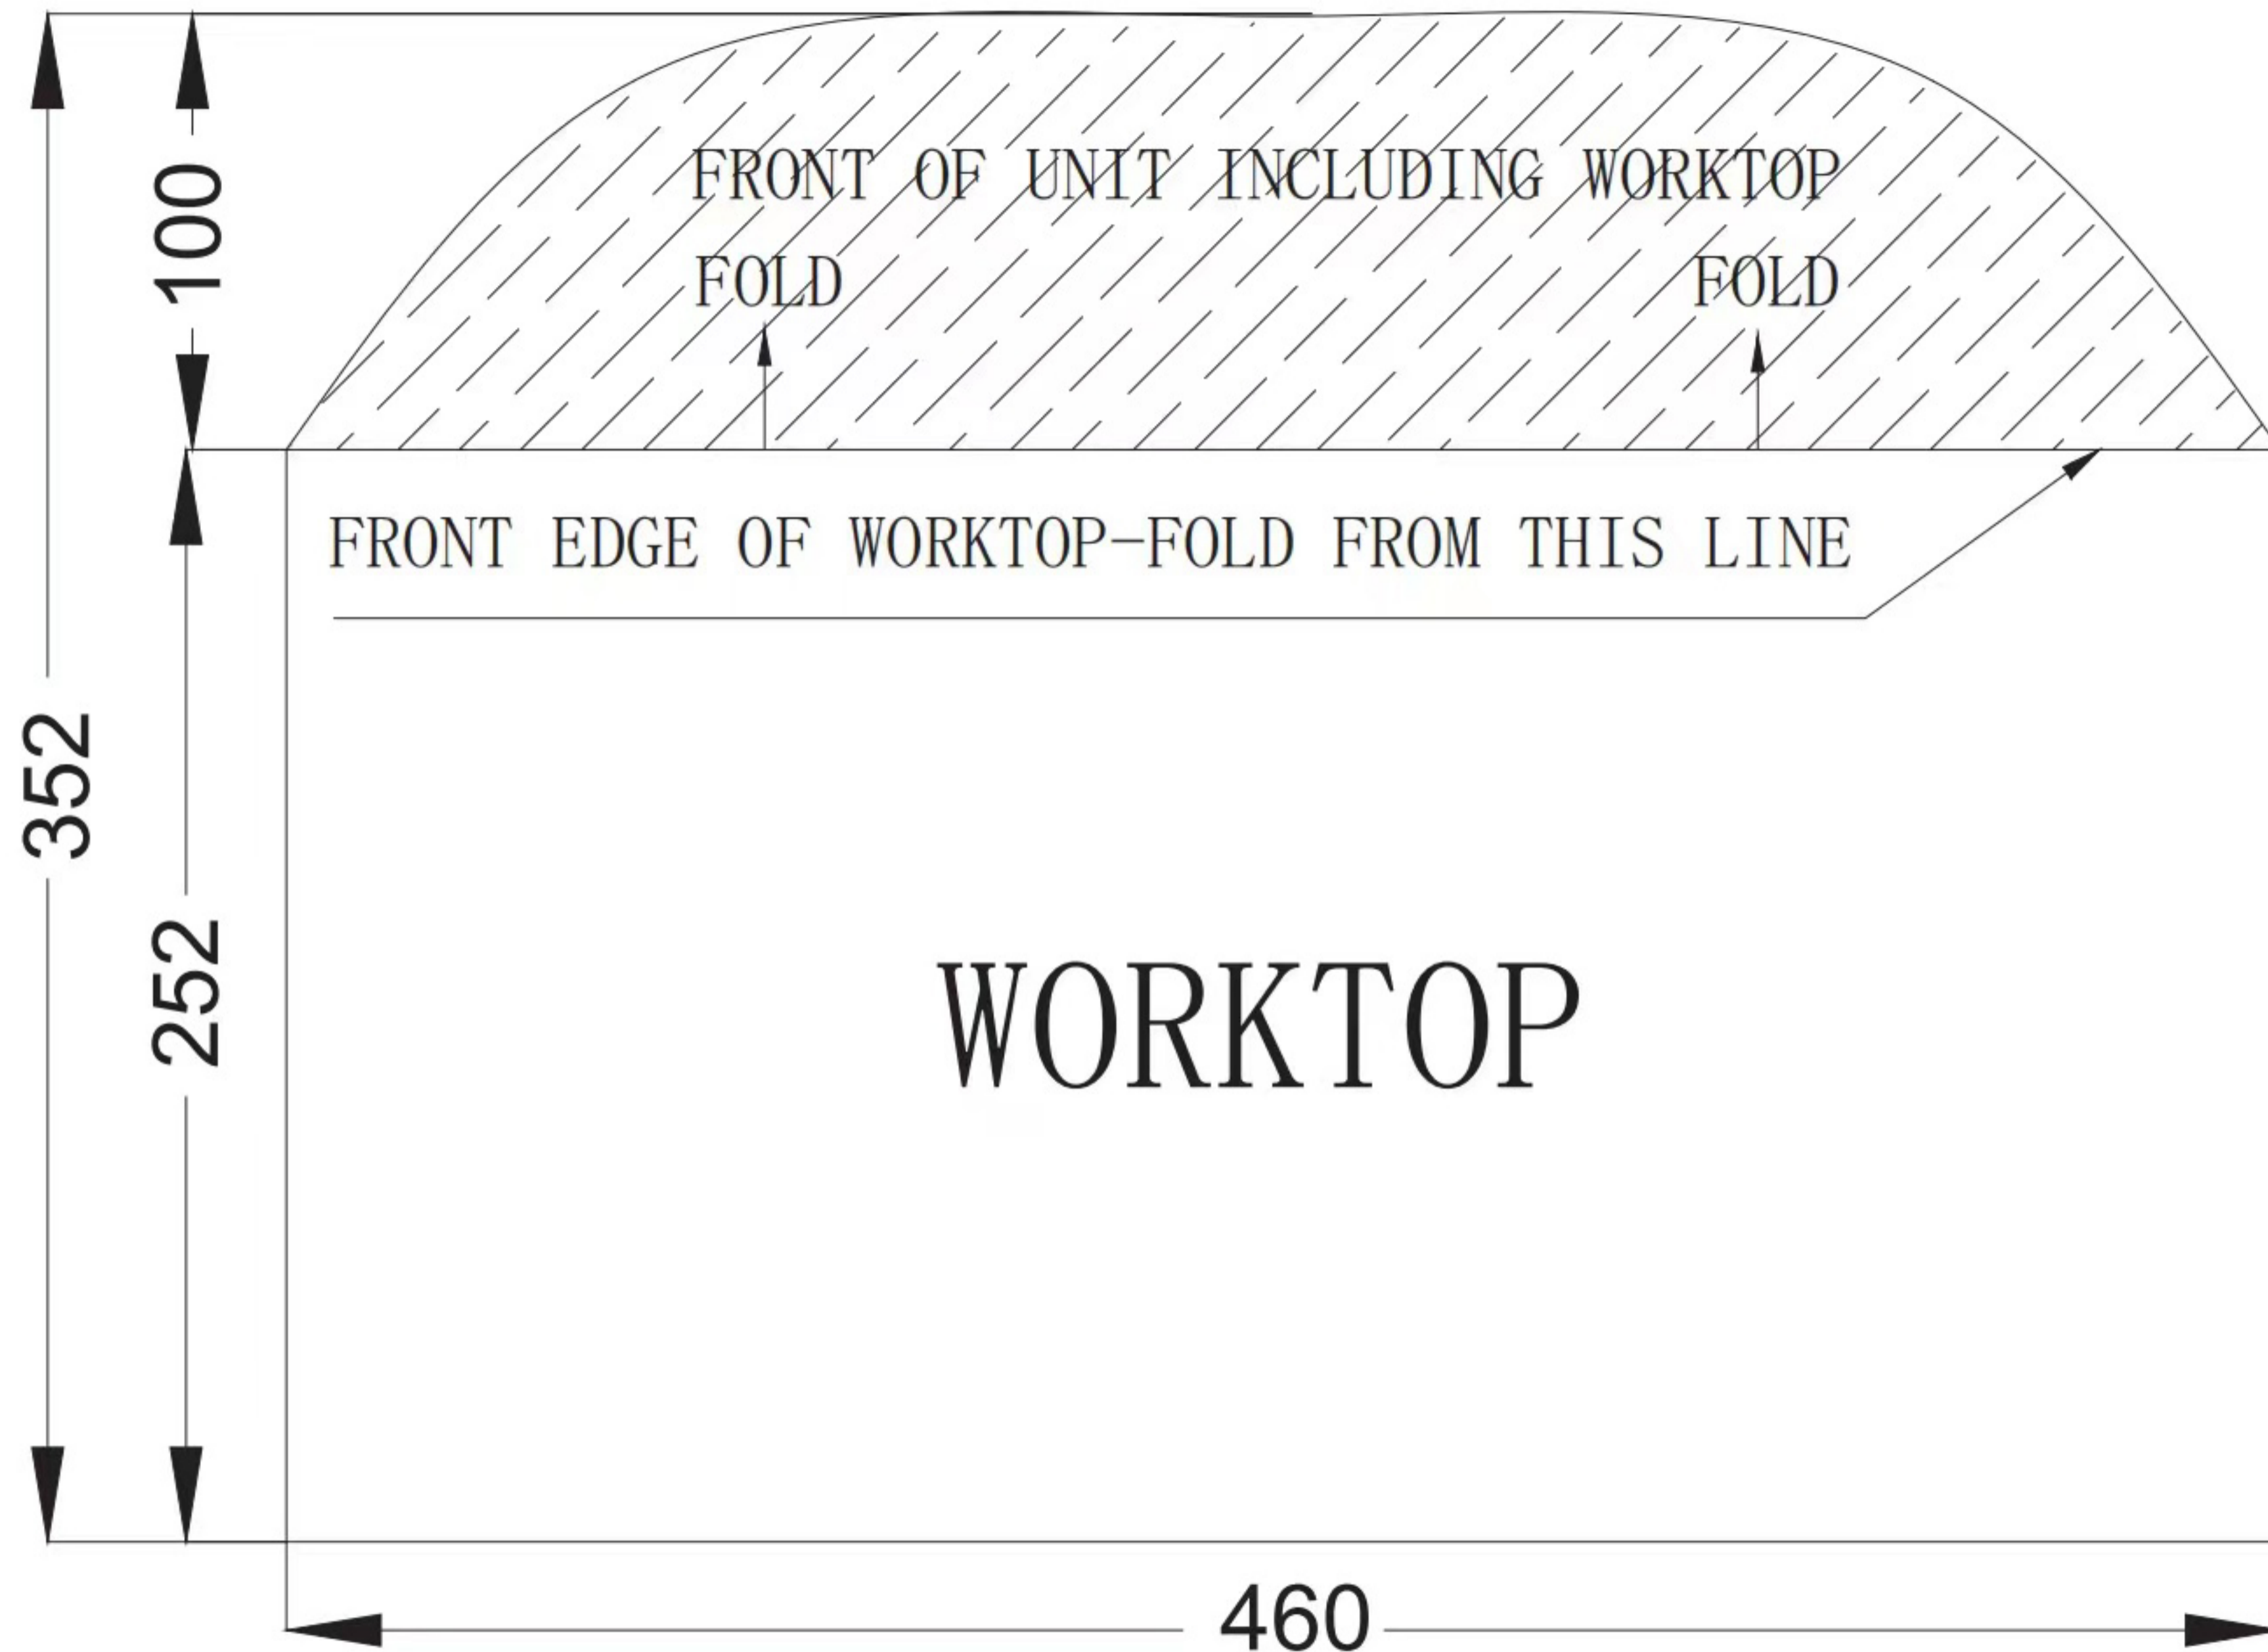 FRONT OF UNIT INCLUDING WORKTOP
FOLD FOLD
100
FRONT EDGE OF WORKTOP-FOLD FROM THIS LINE
352
252
WORKTOP
460